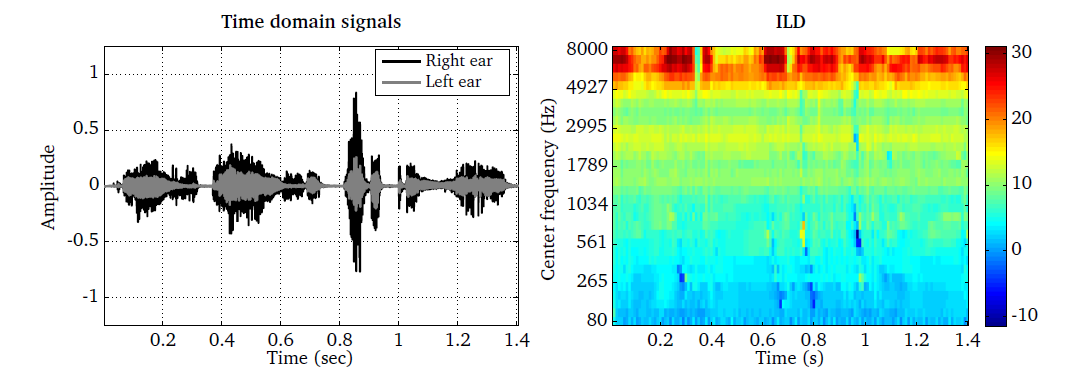 Time domain signals
Right ear
Left ear
1
0.5
0
-0.5
-1
Amplitude
0.2 0.4 0.6 0.8 1 1.2 1.4
Time (sec)
ILD
8000
4927
2995
1789
1034
561
265
80
Center frequency (Hz)
0.2 0.4 0.6 0.8 1 1.2 1.4
Time (s)
30
20
10
0
-10